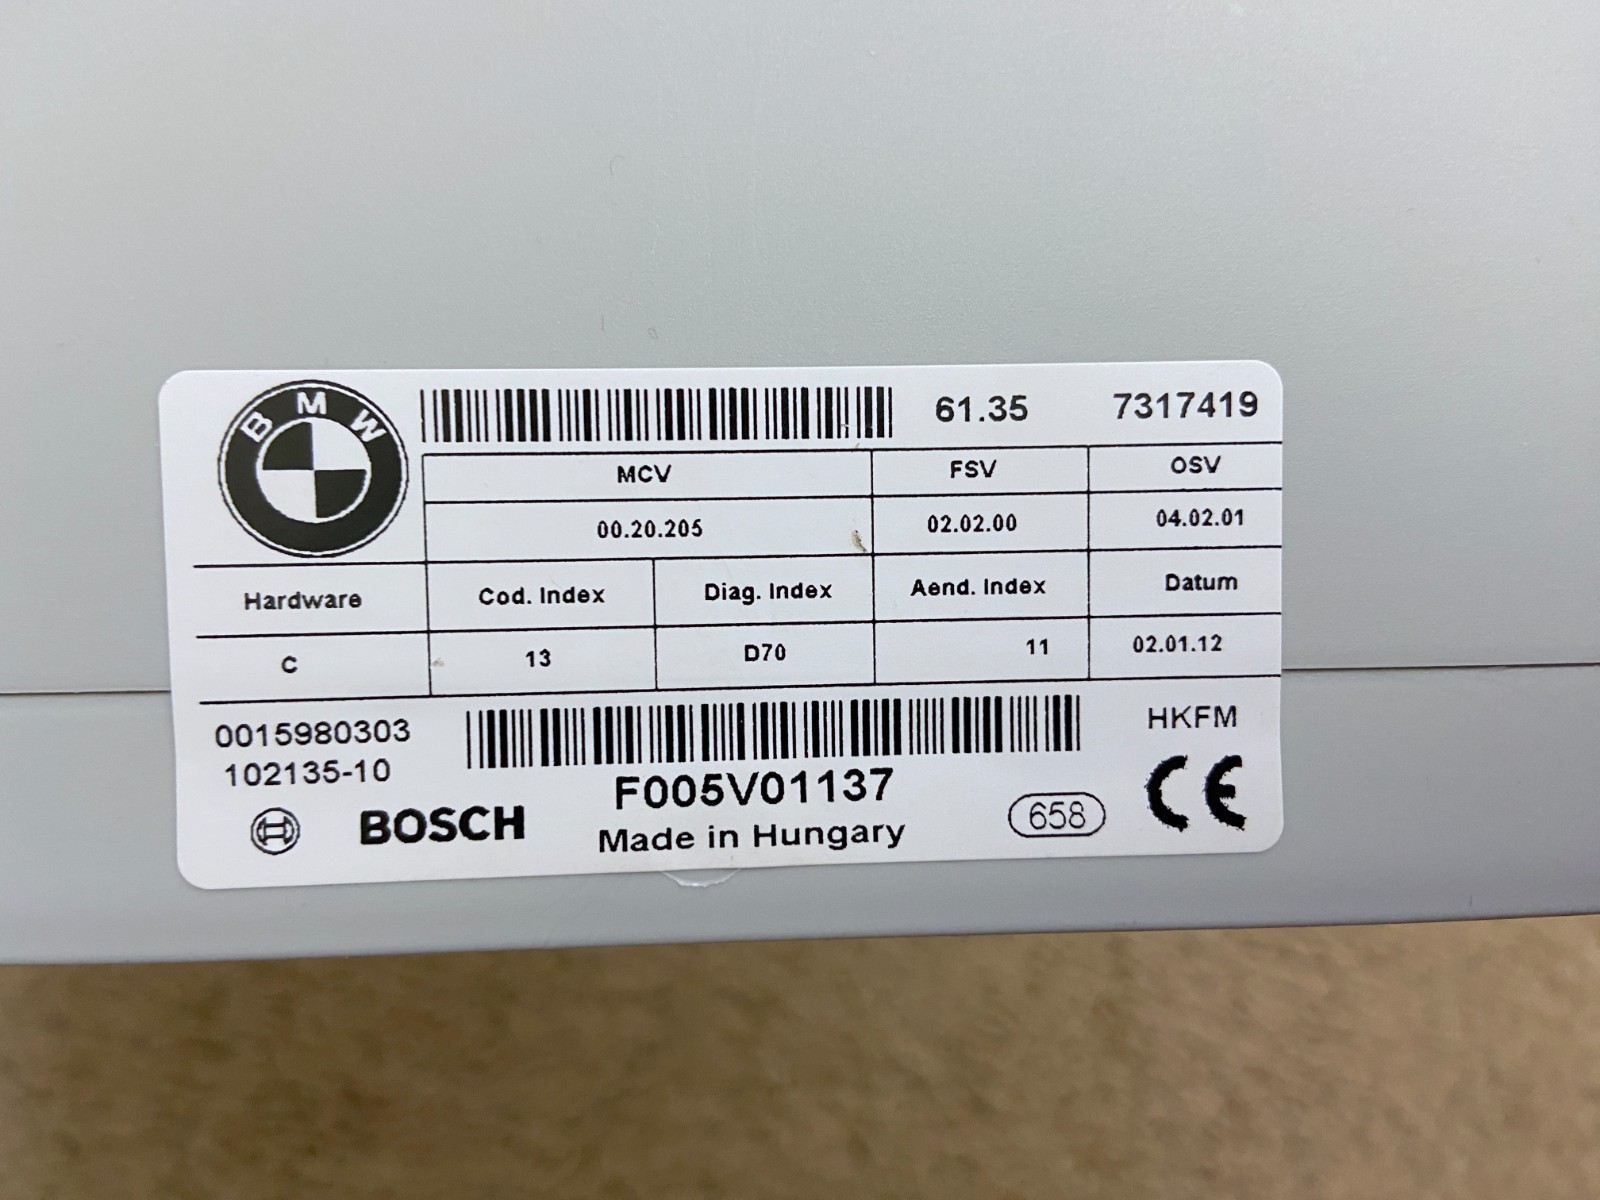 BMW
61.35 7317419
MCV FSV OSV
00.20.205 02.02.00 04.02.01
Hardware Cod. Index Diag. Index Aend. Index Datum
C 13 D70 11 02.01.12
0015980303 HKFM
102135-10
F005V01137
BOSCH Made in Hungary 658 CE